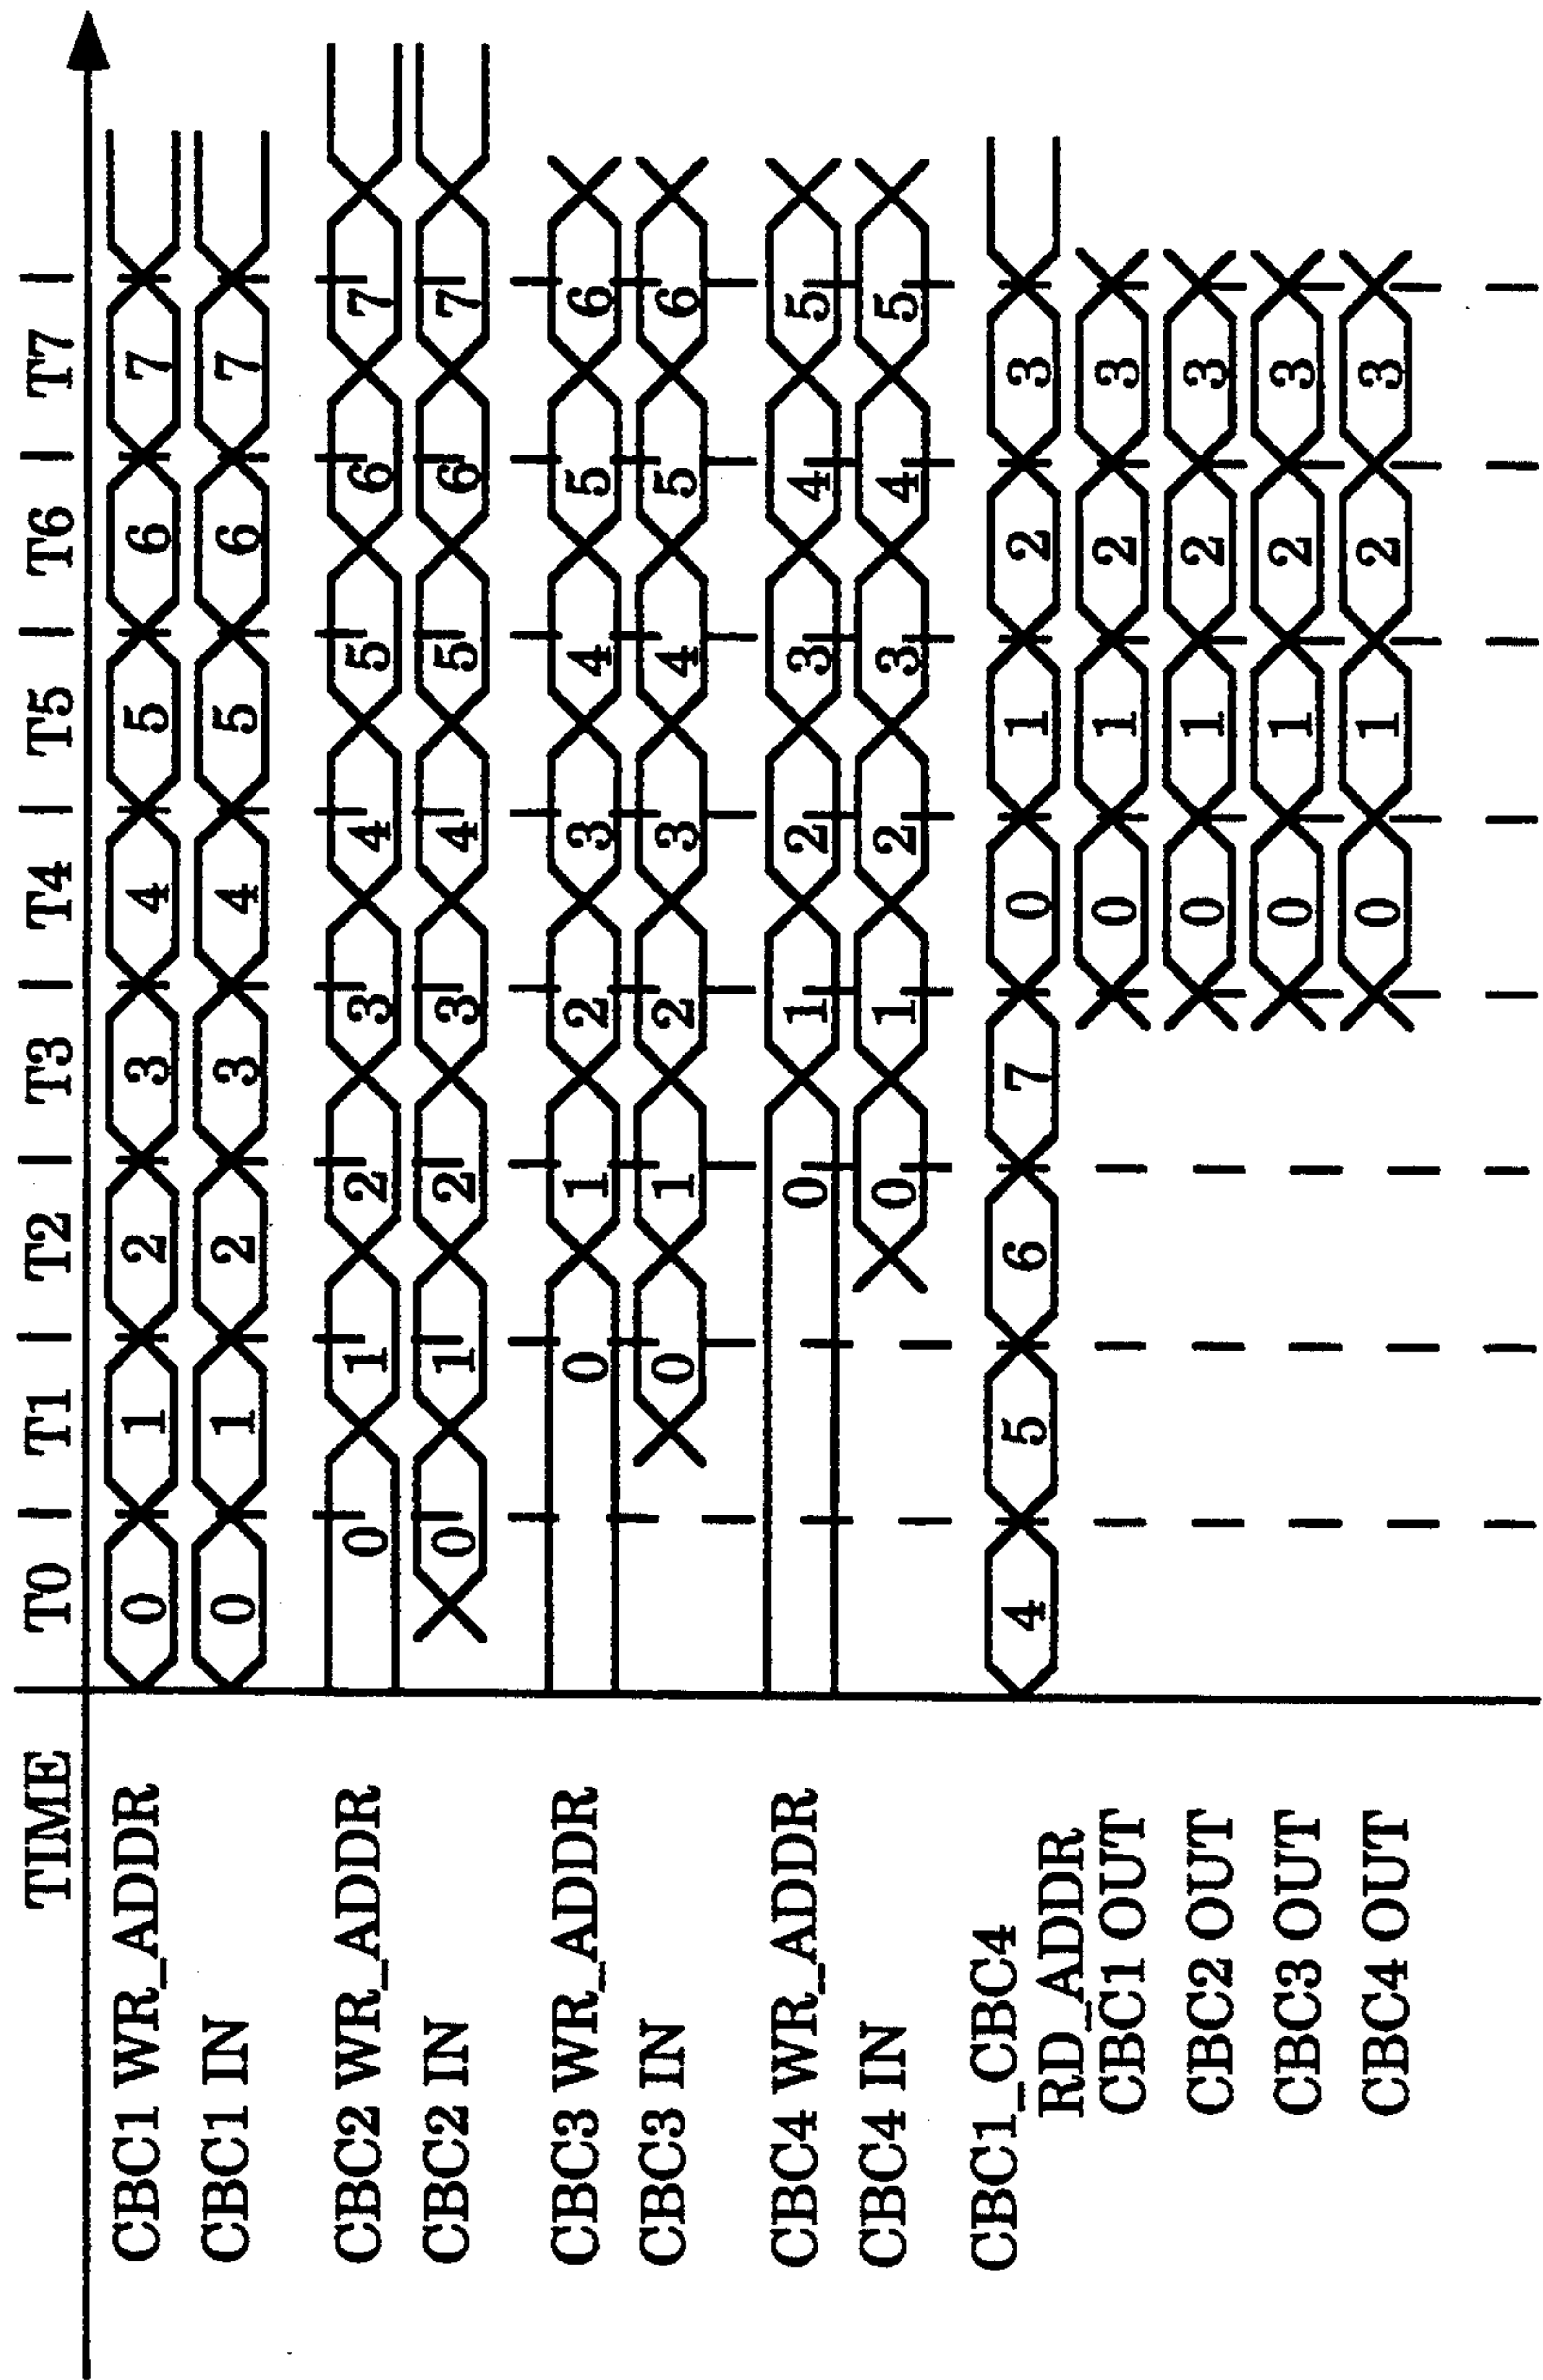 TIME T0 T1 T2 T3 T4 T5 T6 T7
CBC1 WR_ADDR 0 1 2 3 4 5 6 7
CBC1 IN 0 1 2 3 4 5 6 7
CBC2 WR_ADDR 0 1 2 3 4 5 6 7
CBC2 IN 0 1 2 3 4 5 6 7
CBC3 WR_ADDR 0 1 2 3 4 5 6
CBC3 IN 0 1 2 3 4 5 6
CBC4 WR_ADDR 0 1 2 3 4 5
CBC4 IN 0 1 2 3 4 5
CBC1_CBC4
RD_ADDR 4 5 6 7 0 1 2 3
CBC1 OUT 0 1 2 3
CBC2 OUT 0 1 2 3
CBC3 OUT 0 1 2 3
CBC4 OUT 0 1 2 3